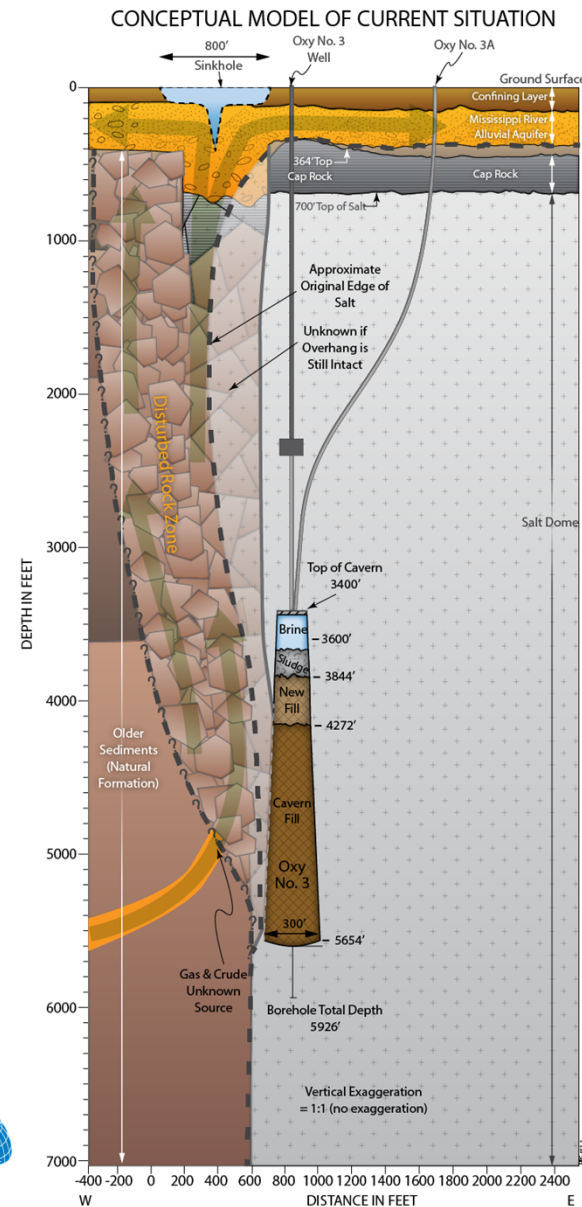 CONCEPTUAL MODEL OF CURRENT SITUATION
800'
Sinkhole
Oxy No. 3
Well
Oxy No. 3A
Ground Surface
0
Confining Layer
Mississippi River
Alluvial Aquifer
364' Top
Cap Rock
Cap Rock
700' Top of Salt
1000
Approximate
Original Edge of
Salt
Unknown if
Overhang is
Still Intact
2000
Disturbed Rock Zone
Salt Dome
3000
DEPTH IN FEET
Top of Cavern
3400'
Brine
3600'
Sludge
3844'
New
Fill
4000
4272'
Older
Sediments
(Natural
Formation)
Cavern
Fill
5000
Oxy
No. 3
300'
5654'
Gas & Crude
Unknown
Source
6000
Borehole Total Depth
5926'
Vertical Exaggeration
= 1:1 (no exaggeration)
7000
-400 -200 0 200 400 600 800 1000 1200 1400 1600 1800 2000 2200 2400
W DISTANCE IN FEET E